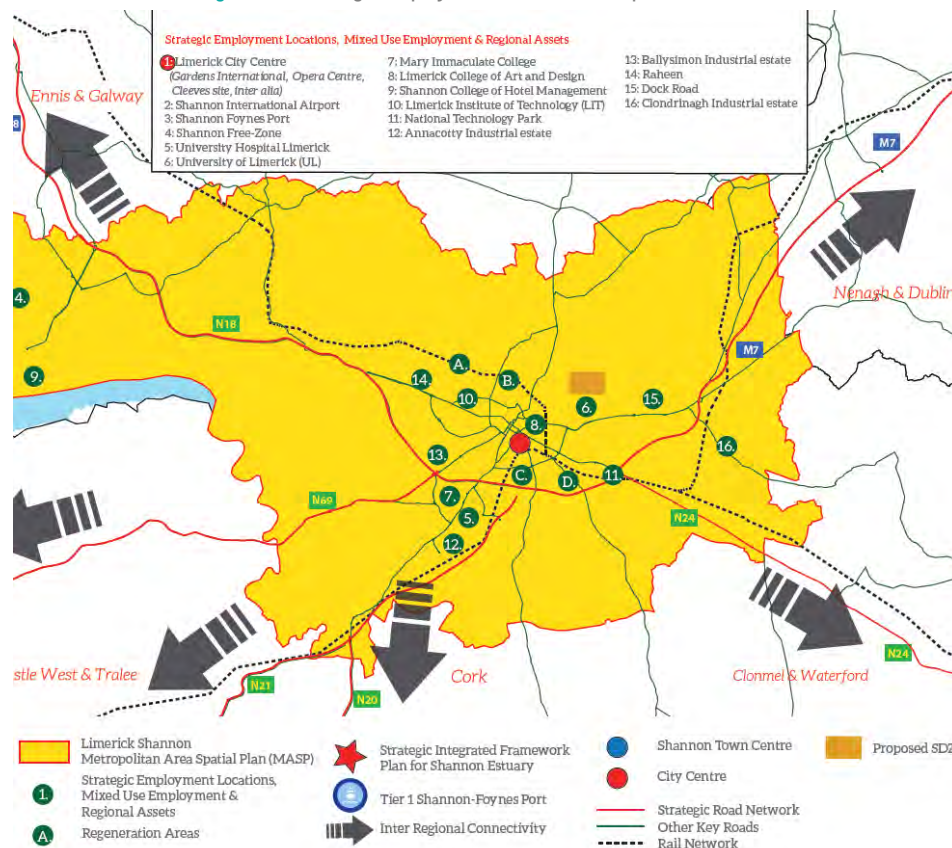 Strategic Employment Locations, Mixed Use Employment & Regional Assets
1: Limerick City Centre
(Gardens International, Opera Centre,
Cleeves site, Inter alia)
2: Shannon International Airport
3: Shannon Foynes Port
4: Shannon Free-Zone
5: University Hospital Limerick
6: University of Limerick (UL)
7: Mary Immaculate College
8: Limerick College of Art and Design
9: Shannon College of Hotel Management
10: Limerick Institute of Technology (LIT)
11: National Technology Park
12: Annacotty Industrial estate
13: Ballysimon Industrial estate
14: Raheen
15: Dock Road
16: Clondrinagh Industrial estate
Ennis & Galway
M7
Nenagh & Dublin
4.
N18
M7
9.
A.
B.
14.
10.
6.
15.
8.
13.
16.
C.
D.
11.
7.
N69
5.
12.
N24
stle West & Tralee
Cork
Clonmel & Waterford
N24
N21
N20
Limerick Shannon
Metropolitan Area Spatial Plan (MASP)
1.
Strategic Employment Locations,
Mixed Use Employment &
Regional Assets
A.
Regeneration Areas
Strategic Integrated Framework
Plan for Shannon Estuary
Tier 1 Shannon-Foynes Port
Inter Regional Connectivity
Shannon Town Centre
City Centre
Strategic Road Network
Other Key Roads
Rail Network
Proposed SDZ